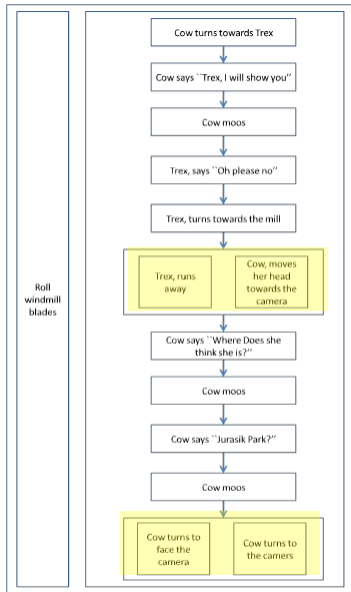 Cow turns towards Trex
Cow says ``Trex, I will show you"
Cow moos
Trex, says ``Oh please no"
Trex, turns towards the mill
Trex, runs
away
Cow, moves
her head
towards the
camera
Roll
windmill
blades
Cow says ``Where Does she
think she is?"
Cow moos
Cow says ``Jurasik Park?"
Cow moos
Cow turns to
face the
camera
Cow turns to
the camers